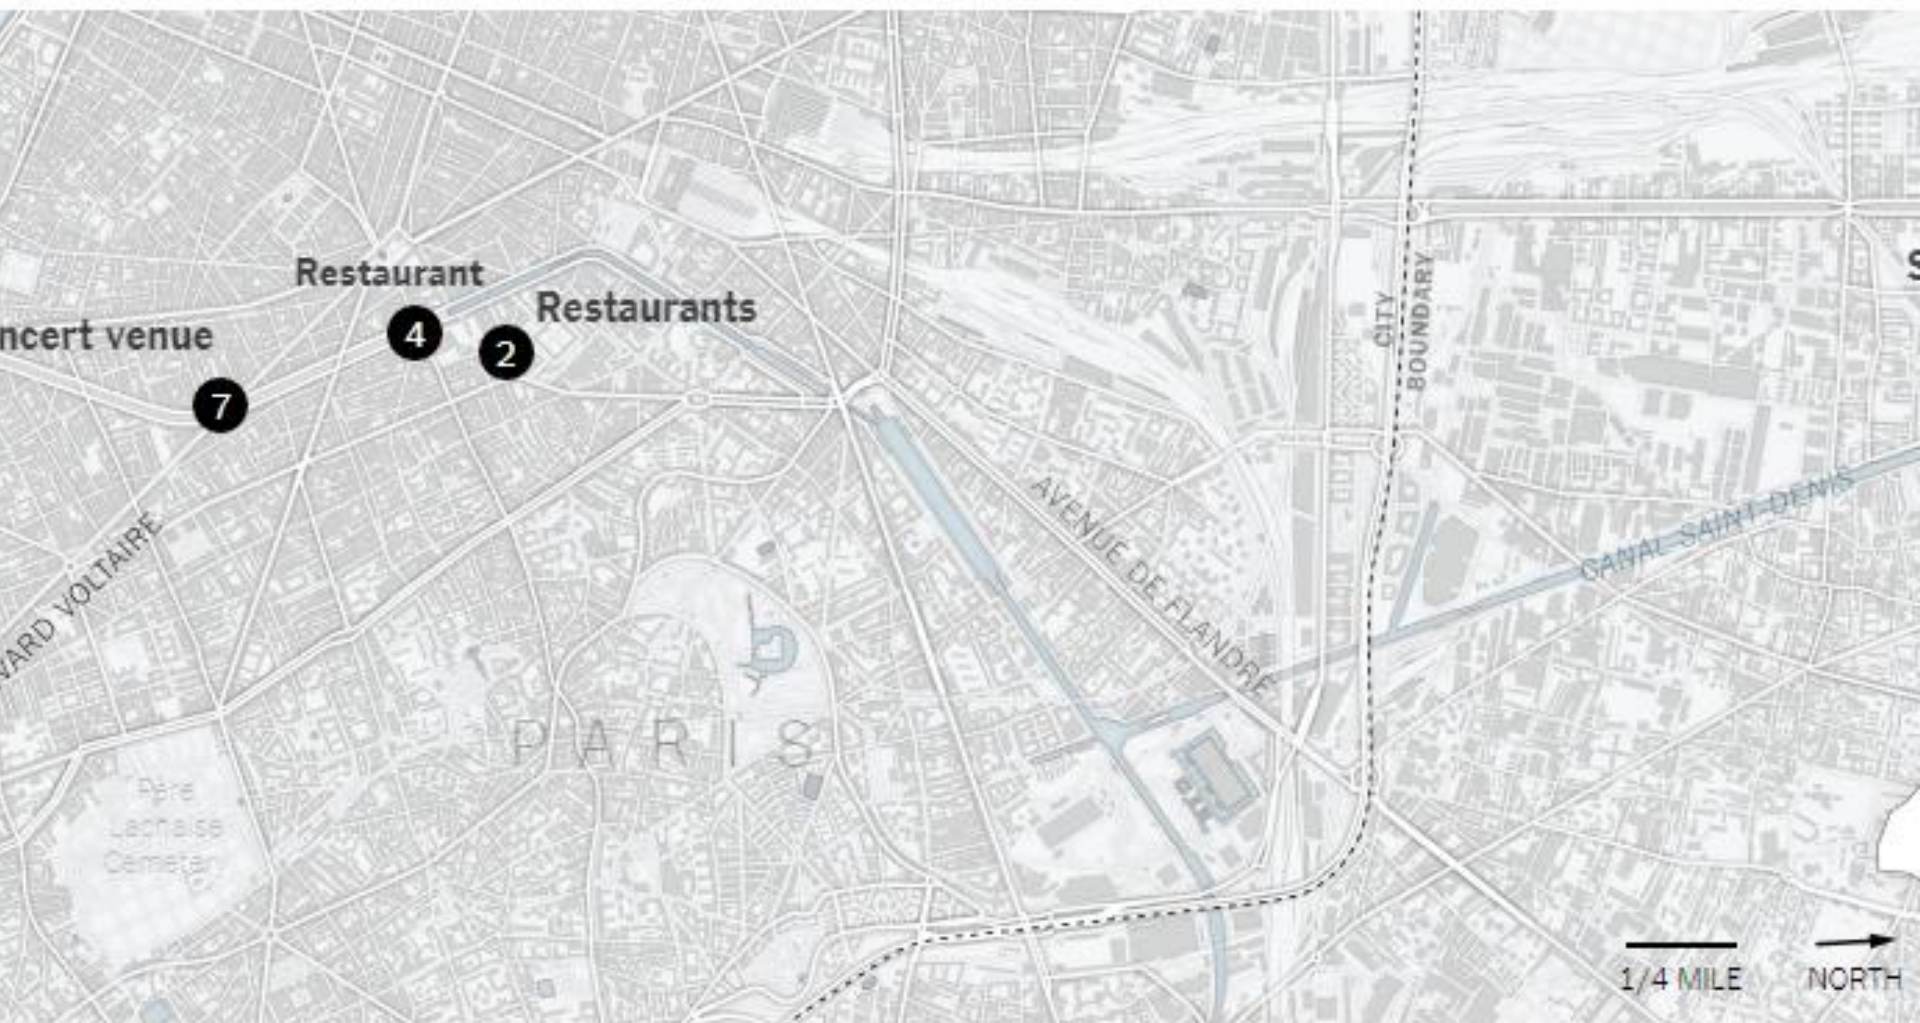 Restaurant
4
Restaurants
2
ncert venue
7
CITY
BOUNDARY
S
AVENUE DE FLANDRE
CANAL SAINT-DENIS
VARD VOLTAIRE
PARIS
Père
Lachaise
Cemetery
1/4 MILE
NORTH